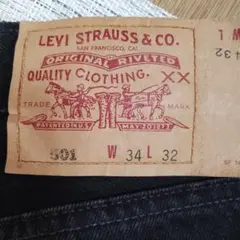 LEVI STRAUSS & CO.
SAN FRANCISCO, CAL.
ORIGINAL RIVETED
QUALITY CLOTHING.
XX
TRADE MARK
PATENTED IN U.S. MAY 20 1873
501 W 34 L 32